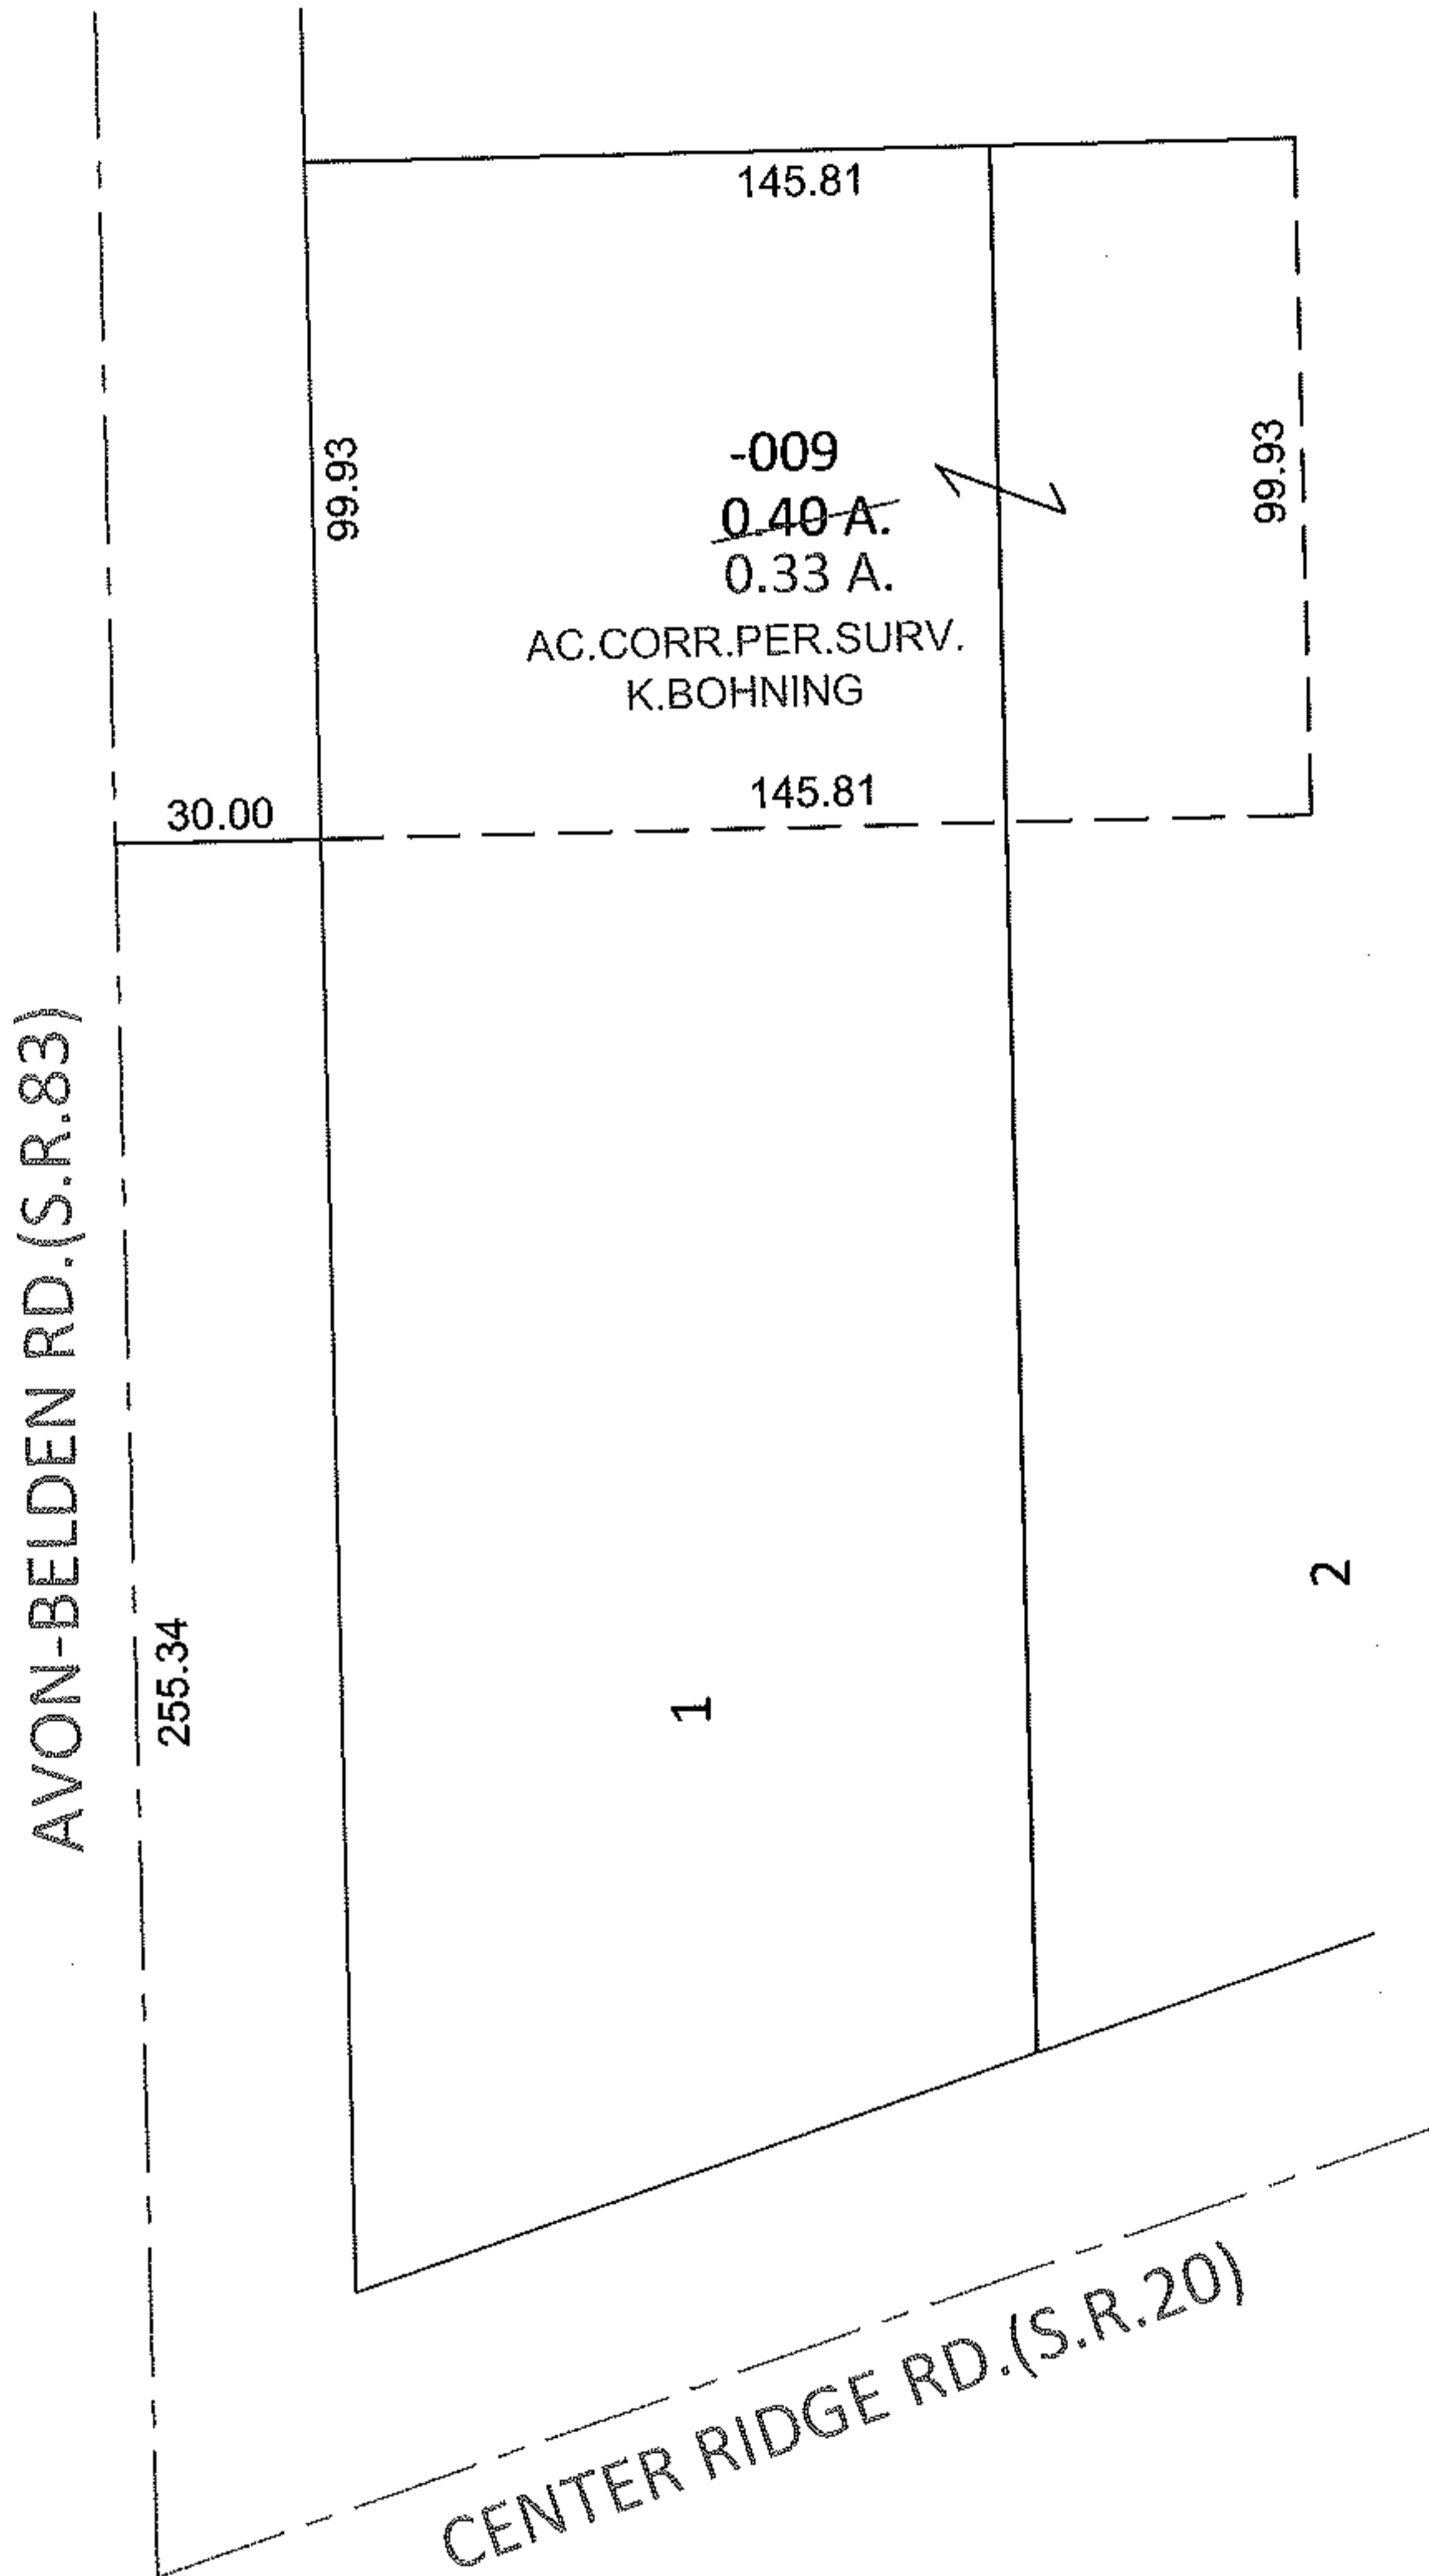 145.81
99.93
99.93
-009
0.40 A.
0.33 A.
AC.CORR.PER.SURV.
K.BOHNING
30.00
145.81
AVON-BELDEN RD.(S.R.83)
255.34
1
2
CENTER RIDGE RD.(S.R.20)